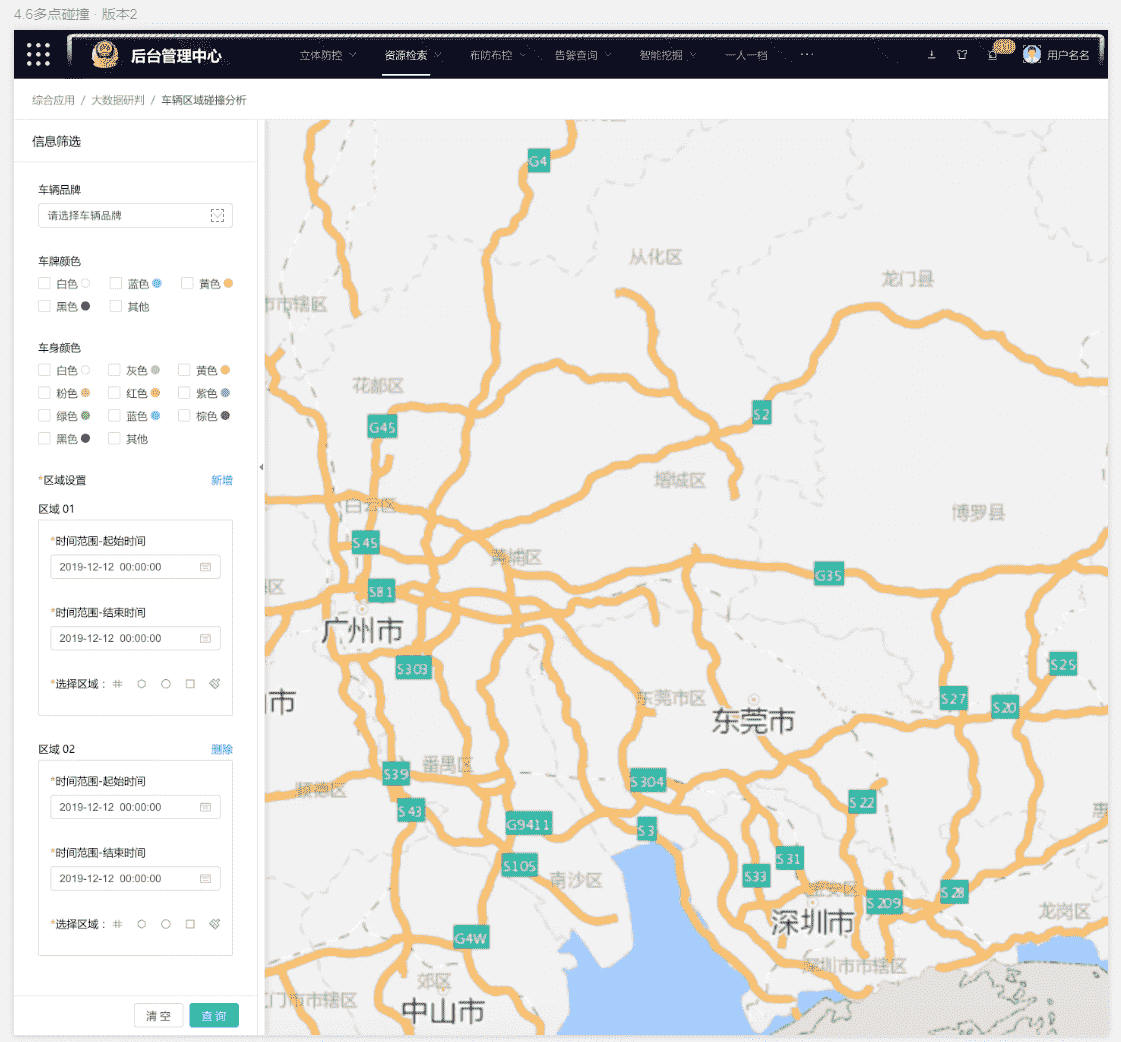 4.6多点碰撞 · 版本2
后台管理中心
立体防控
资源检索
布防布控
告警查询
智能挖掘
一人一档
...
用户名名
综合应用 / 大数据研判 / 车辆区域碰撞分析
信息筛选
车辆品牌
请选择车辆品牌
车牌颜色
白色 蓝色 黄色
黑色 其他
车身颜色
白色 灰色 黄色
粉色 红色 紫色
绿色 蓝色 棕色
黑色 其他
*区域设置 新增
区域 01
*时间范围-起始时间
2019-12-12 00:00:00
*时间范围-结束时间
2019-12-12 00:00:00
*选择区域：
区域 02 删除
*时间范围-起始时间
2019-12-12 00:00:00
*时间范围-结束时间
2019-12-12 00:00:00
*选择区域：
清空 查询
G4
从化区
龙门县
市市辖区
花都区
S2
G45
增城区
白云区
博罗县
S45
黄埔区
G35
S81
广州市
S303
S25
东莞市区
S27
S20
市
东莞市
番禺区
S39
S304
顺德区
S22
S43
G9411
S3
惠
S105
S31
S33
南沙区
宝安区
S28
S209
龙岗区
深圳市
G4W
深圳市市辖区
郊区
江门市市辖区
中山市